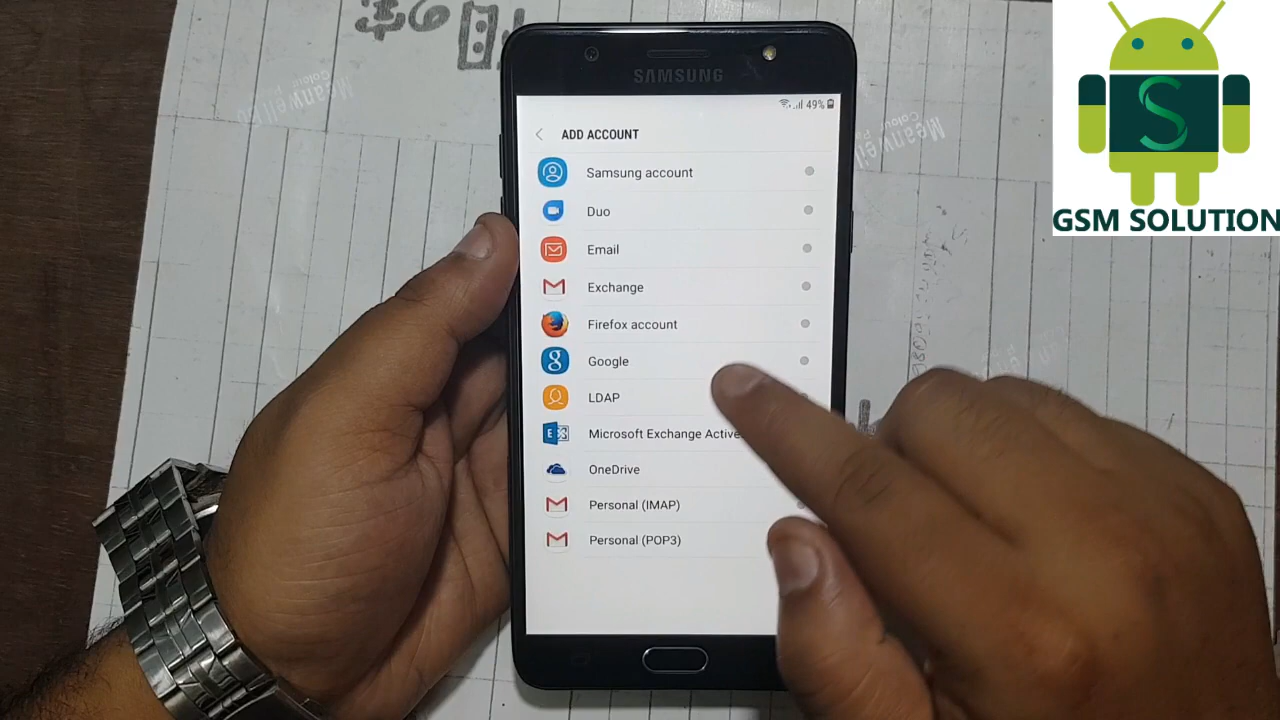 SAMSUNG
49%
ADD ACCOUNT
Samsung account
Duo
Email
Exchange
Firefox account
Google
LDAP
Microsoft Exchange Active
OneDrive
Personal (IMAP)
Personal (POP3)
GSM SOLUTION
Meanwell